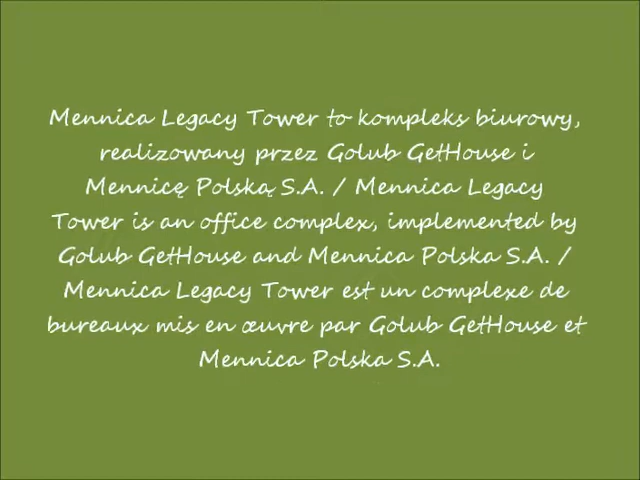 Mennica Legacy Tower to kompleks biurowy,
realizowany przez Golub GetHouse i
Mennicę Polską S.A. / Mennica Legacy
Tower is an office complex, implemented by
Golub GetHouse and Mennica Polska S.A. /
Mennica Legacy Tower est un complexe de
bureaux mis en œuvre par Golub GetHouse et
Mennica Polska S.A.